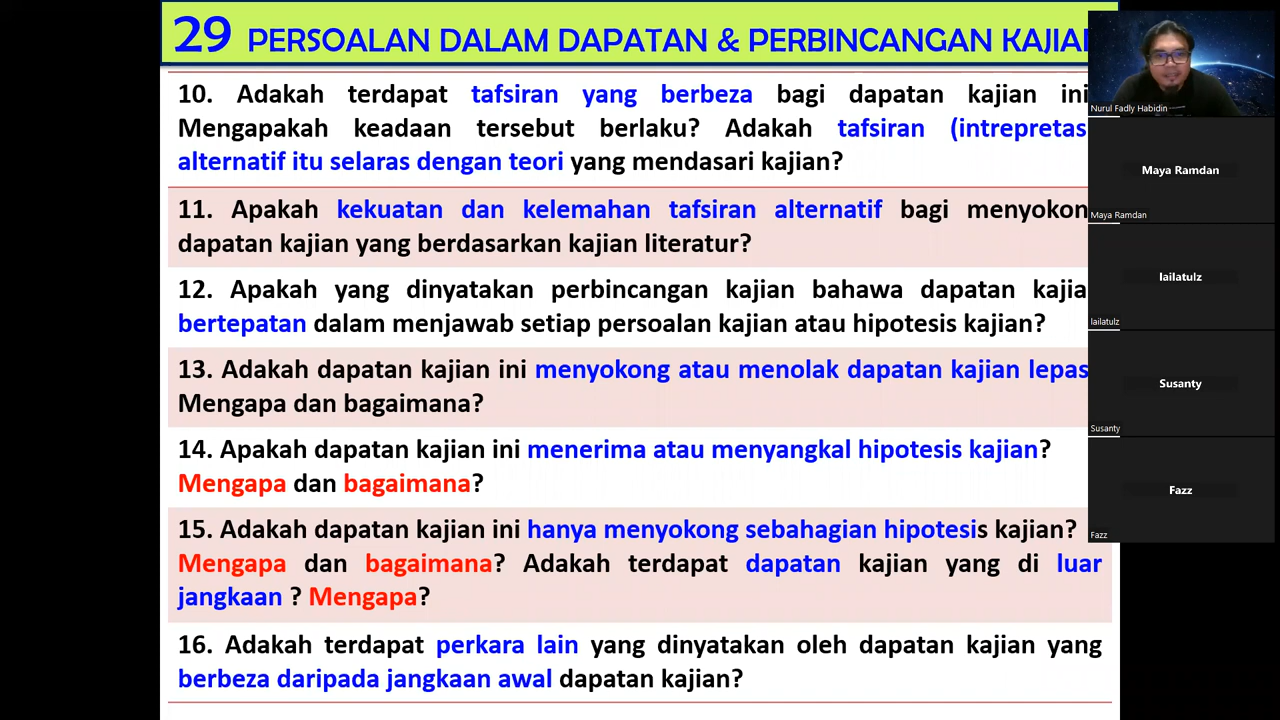 29 PERSOALAN DALAM DAPATAN & PERBINCANGAN KAJIA
10. Adakah terdapat tafsiran yang berbeza bagi dapatan kajian ini
Mengapakah keadaan tersebut berlaku? Adakah tafsiran (intrepretas
alternatif itu selaras dengan teori yang mendasari kajian?
11. Apakah kekuatan dan kelemahan tafsiran alternatif bagi menyokon
dapatan kajian yang berdasarkan kajian literatur?
12. Apakah yang dinyatakan perbincangan kajian bahawa dapatan kajia
bertepatan dalam menjawab setiap persoalan kajian atau hipotesis kajian?
13. Adakah dapatan kajian ini menyokong atau menolak dapatan kajian lepas
Mengapa dan bagaimana?
14. Apakah dapatan kajian ini menerima atau menyangkal hipotesis kajian?
Mengapa dan bagaimana?
15. Adakah dapatan kajian ini hanya menyokong sebahagian hipotesis kajian?
Mengapa dan bagaimana? Adakah terdapat dapatan kajian yang di luar
jangkaan ? Mengapa?
16. Adakah terdapat perkara lain yang dinyatakan oleh dapatan kajian yang
berbeza daripada jangkaan awal dapatan kajian?
Nurul Fadly Habidin
Maya Ramdan
Maya Ramdan
lailatulz
lailatulz
Susanty
Susanty
Fazz
Fazz